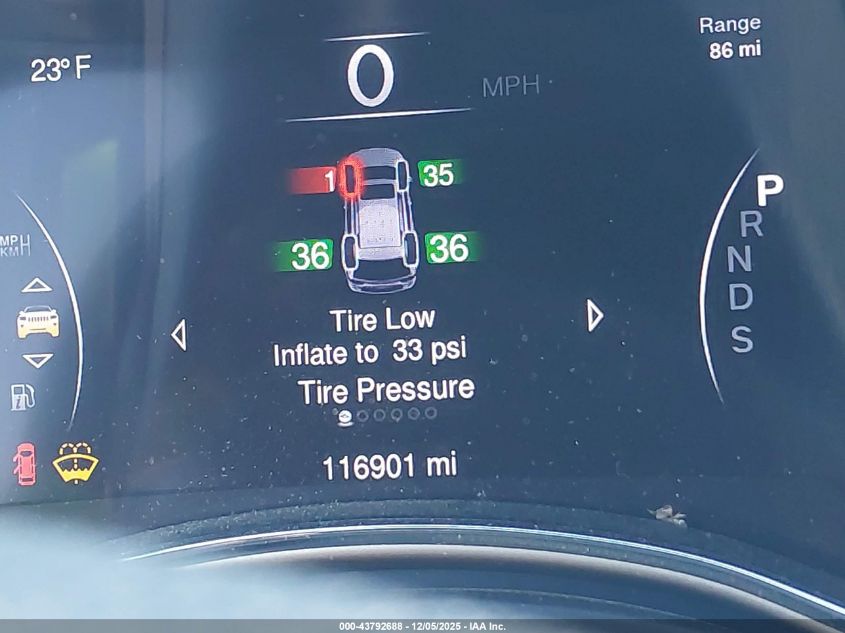 23°F
0
MPH
Range
86 mi
1
35
36
36
MPH
KM/H
P
R
N
D
S
Tire Low
Inflate to 33 psi
Tire Pressure
116901 mi
000-43792688 - 12/05/2025 - IAA Inc.